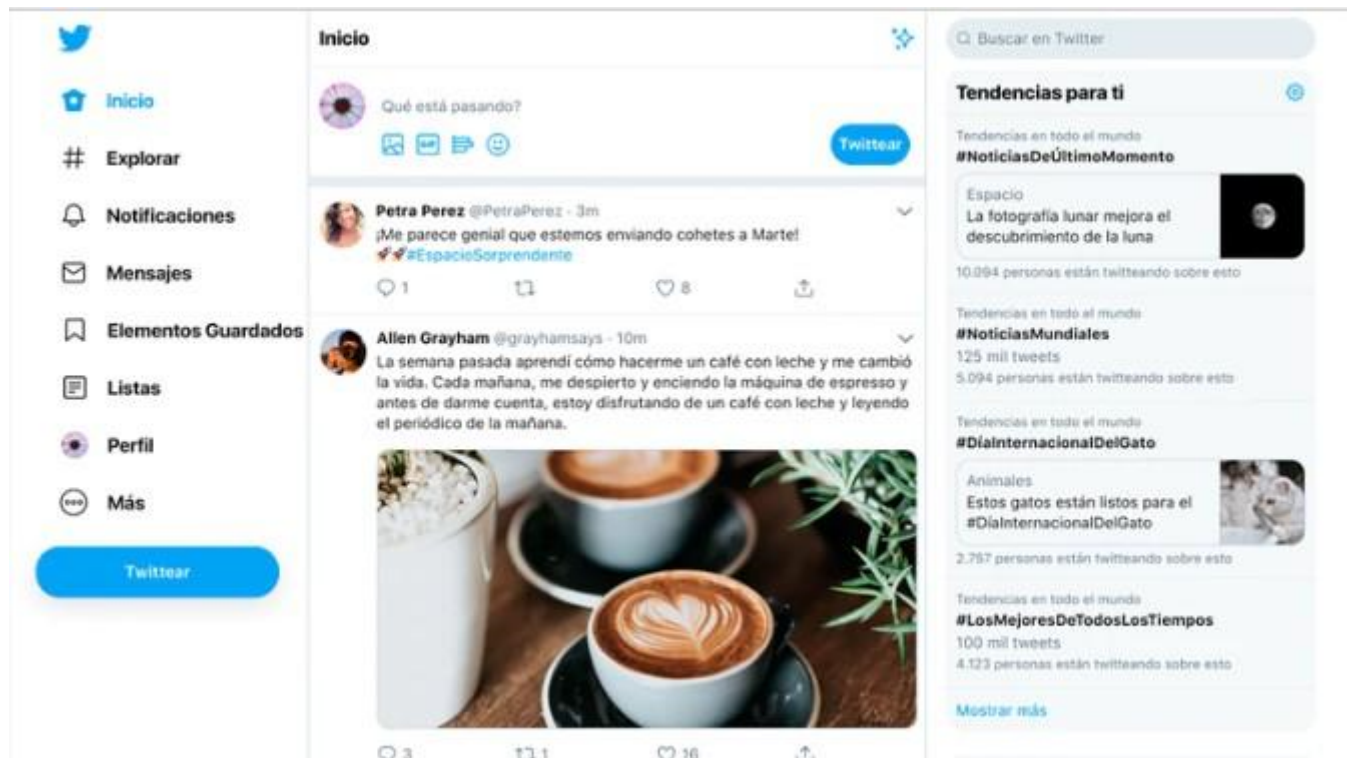 Inicio
Explorar
Notificaciones
Mensajes
Elementos Guardados
Listas
Perfil
Más
Twittear
Inicio
Qué está pasando?
GIF
Twittear
Petra Perez @PetraPerez · 3m
¡Me parece genial que estemos enviando cohetes a Marte!
🚀🚀#EspacioSorprendente
1
8
Allen Grayham @grayhamsays · 10m
La semana pasada aprendí cómo hacerme un café con leche y me cambió
la vida. Cada mañana, me despierto y enciendo la máquina de espresso y
antes de darme cuenta, estoy disfrutando de un café con leche y leyendo
el periódico de la mañana.
3
1
16
Buscar en Twitter
Tendencias para ti
Tendencias en todo el mundo
#NoticiasDeÚltimoMomento
Espacio
La fotografía lunar mejora el
descubrimiento de la luna
10.094 personas están twitteando sobre esto
Tendencias en todo el mundo
#NoticiasMundiales
125 mil tweets
5.094 personas están twitteando sobre esto
Tendencias en todo el mundo
#DíaInternacionalDelGato
Animales
Estos gatos están listos para el
#DíaInternacionalDelGato
2.757 personas están twitteando sobre esto
Tendencias en todo el mundo
#LosMejoresDeTodosLosTiempos
100 mil tweets
4.123 personas están twitteando sobre esto
Mostrar más